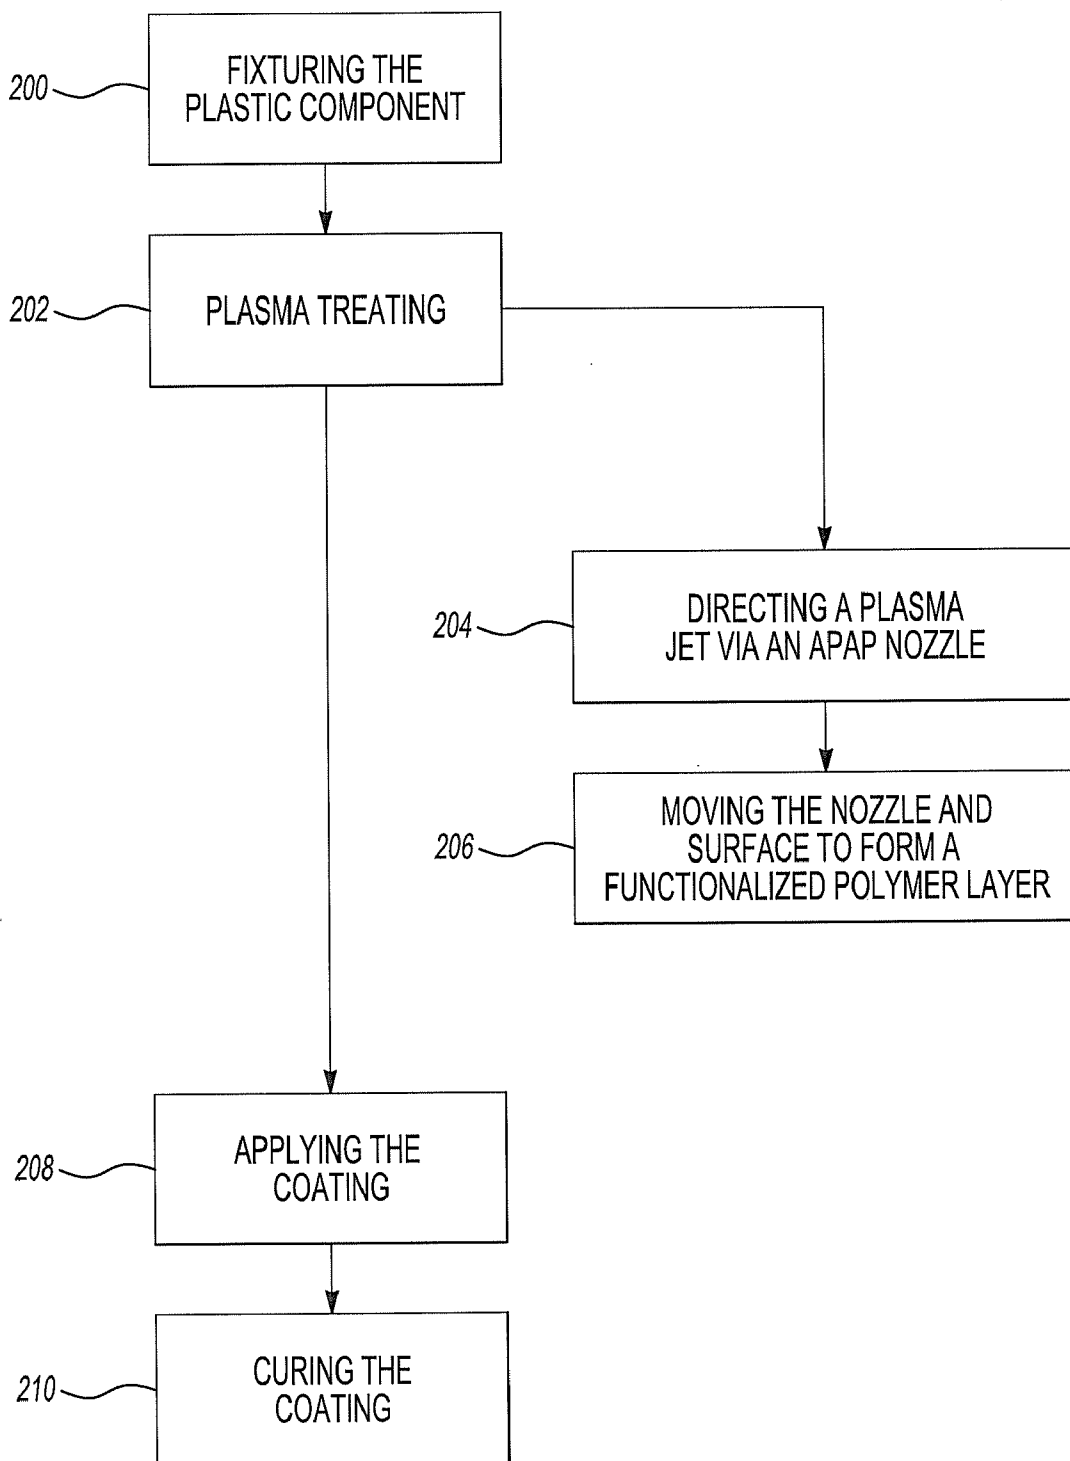 200
FIXTURING THE
PLASTIC COMPONENT
202
PLASMA TREATING
204
DIRECTING A PLASMA
JET VIA AN APAP NOZZLE
206
MOVING THE NOZZLE AND
SURFACE TO FORM A
FUNCTIONALIZED POLYMER LAYER
208
APPLYING THE
COATING
210
CURING THE
COATING